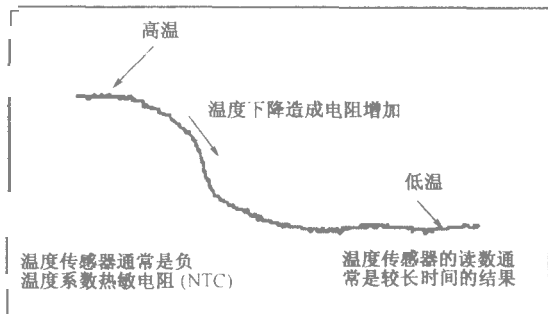 高温
温度下降造成电阻增加
低温
温度传感器通常是负
温度系数热敏电阻 (NTC)
温度传感器的读数通
常是较长时间的结果